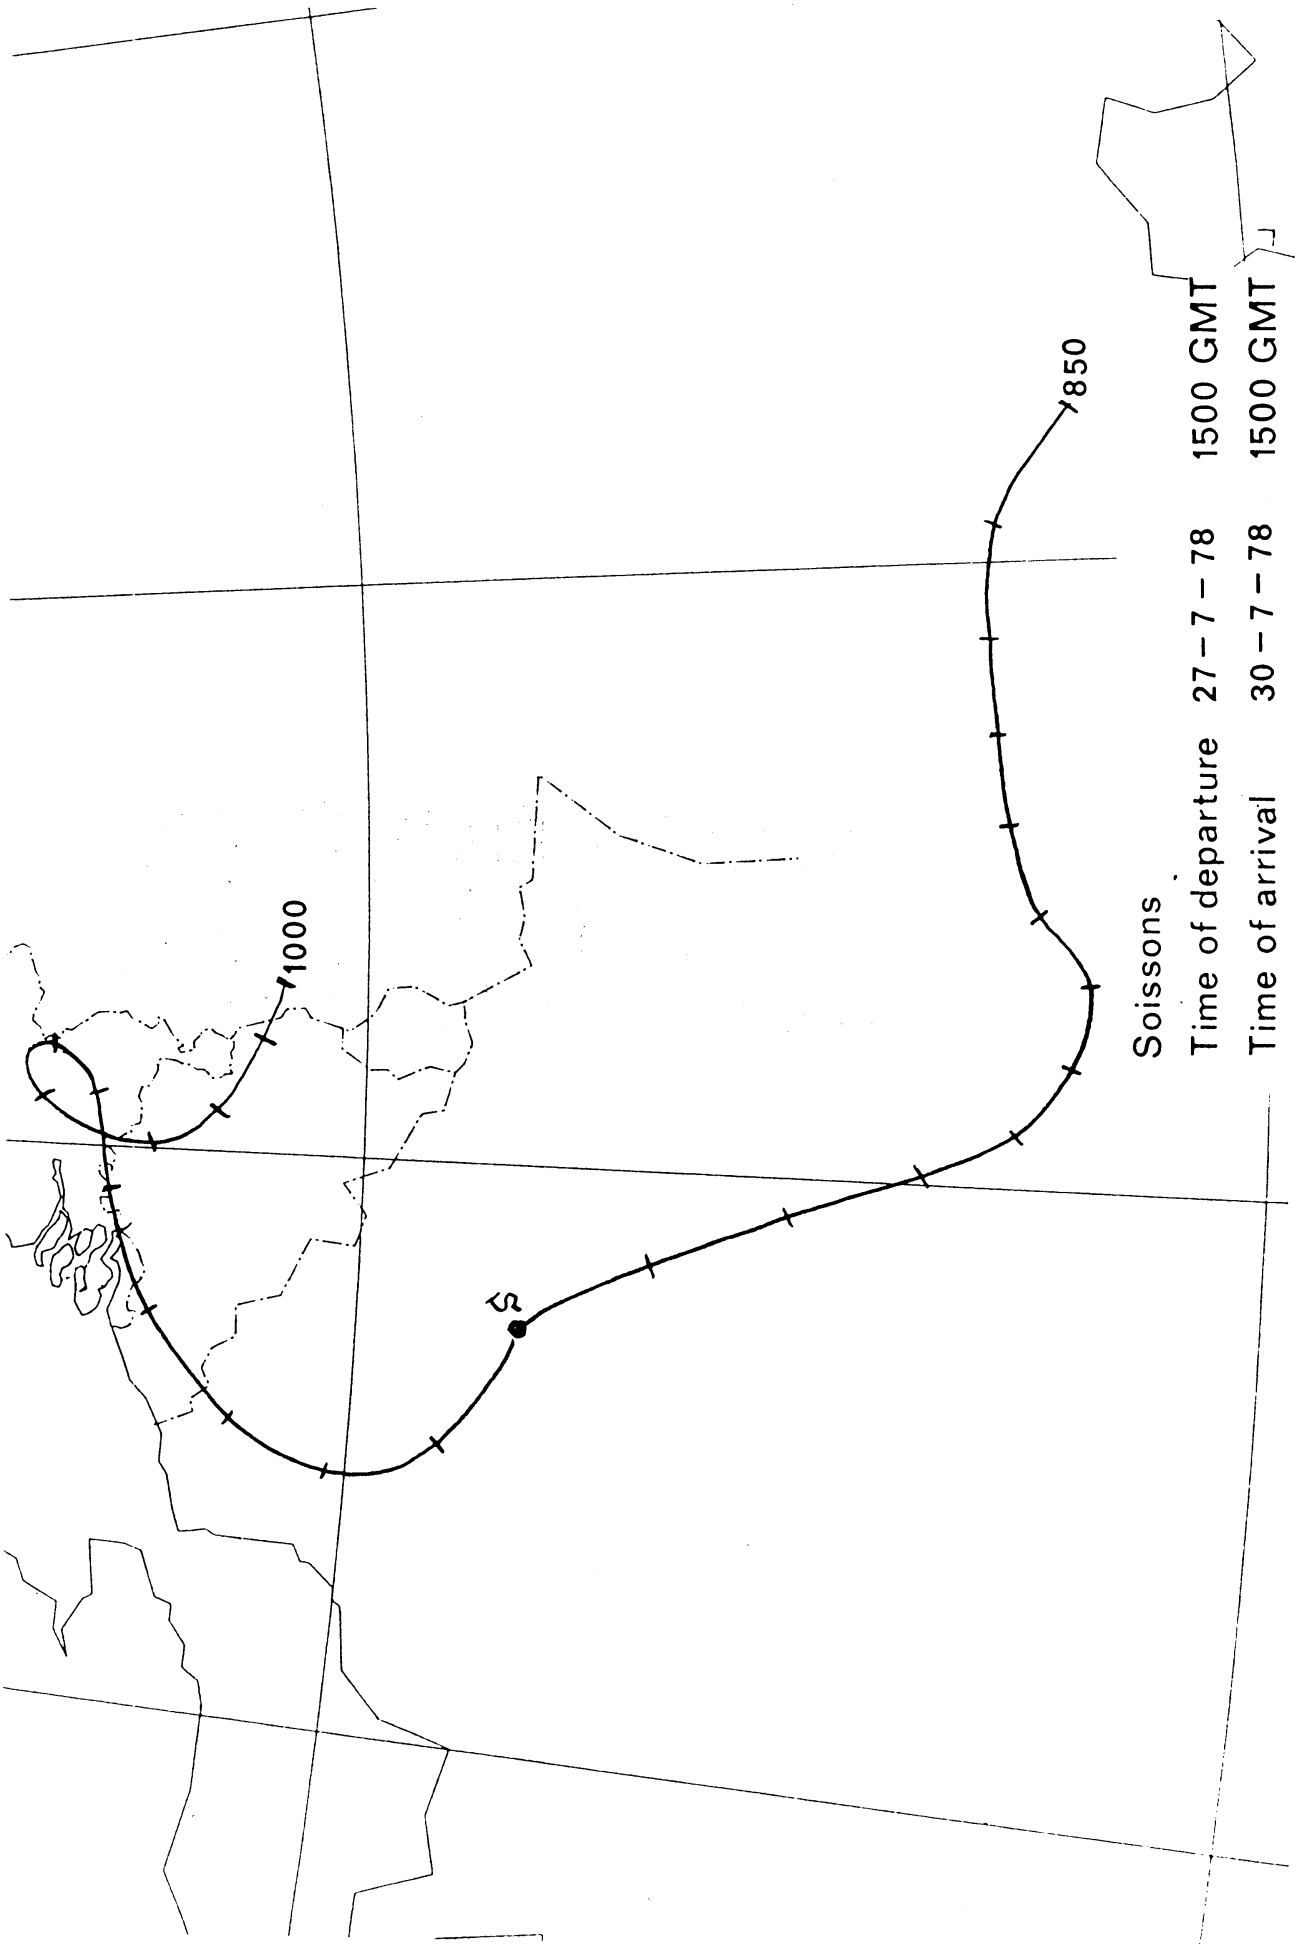 1000
850
S
Soissons
Time of departure 27–7–78 1500 GMT
Time of arrival 30–7–78 1500 GMT